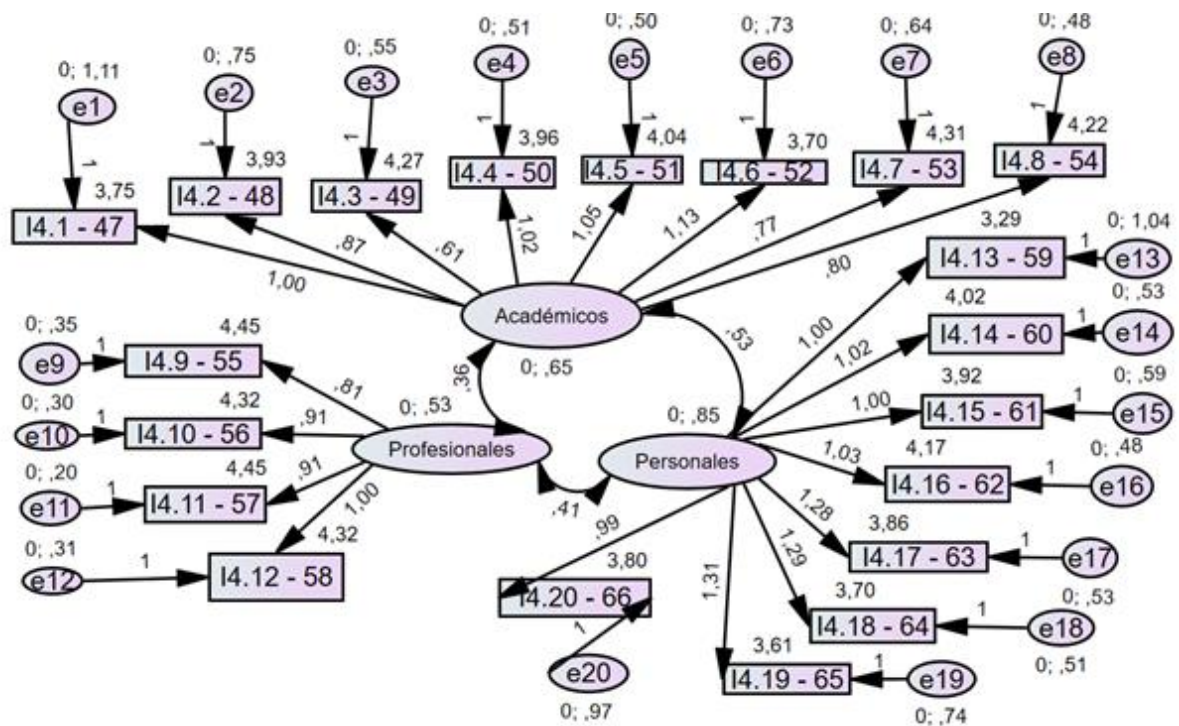 0; 1,11
0; ,75
0; ,55
0; ,51
0; ,50
0; ,73
0; ,64
0; ,48
e1
e2
e3
e4
e5
e6
e7
e8
1
1
1
1
1
1
1
1
1
3,75
3,93
4,27
3,96
4,04
3,70
4,31
4,22
I4.1 - 47
I4.2 - 48
I4.3 - 49
I4.4 - 50
I4.5 - 51
I4.6 - 52
I4.7 - 53
I4.8 - 54
1,00
,87
,61
1,02
1,05
1,13
,77
,80
Académicos
0; ,65
,36
,53
,41
0; ,35
e9
1
4,45
I4.9 - 55
,81
0; ,30
e10
1
4,32
I4.10 - 56
,91
0; ,20
e11
1
4,45
I4.11 - 57
,91
0; ,31
e12
1
4,32
I4.12 - 58
1,00
0; ,53
Profesionales
0; ,85
Personales
3,29
I4.13 - 59
1
0; 1,04
e13
1,00
4,02
I4.14 - 60
1
0; ,53
e14
1,02
3,92
I4.15 - 61
1
0; ,59
e15
1,00
4,17
I4.16 - 62
1
0; ,48
e16
1,03
3,86
I4.17 - 63
1
e17
0; ,53
1,28
3,70
I4.18 - 64
1
e18
0; ,51
1,29
3,61
I4.19 - 65
1
e19
0; ,74
1,31
3,80
I4.20 - 66
1
e20
0; ,97
,99